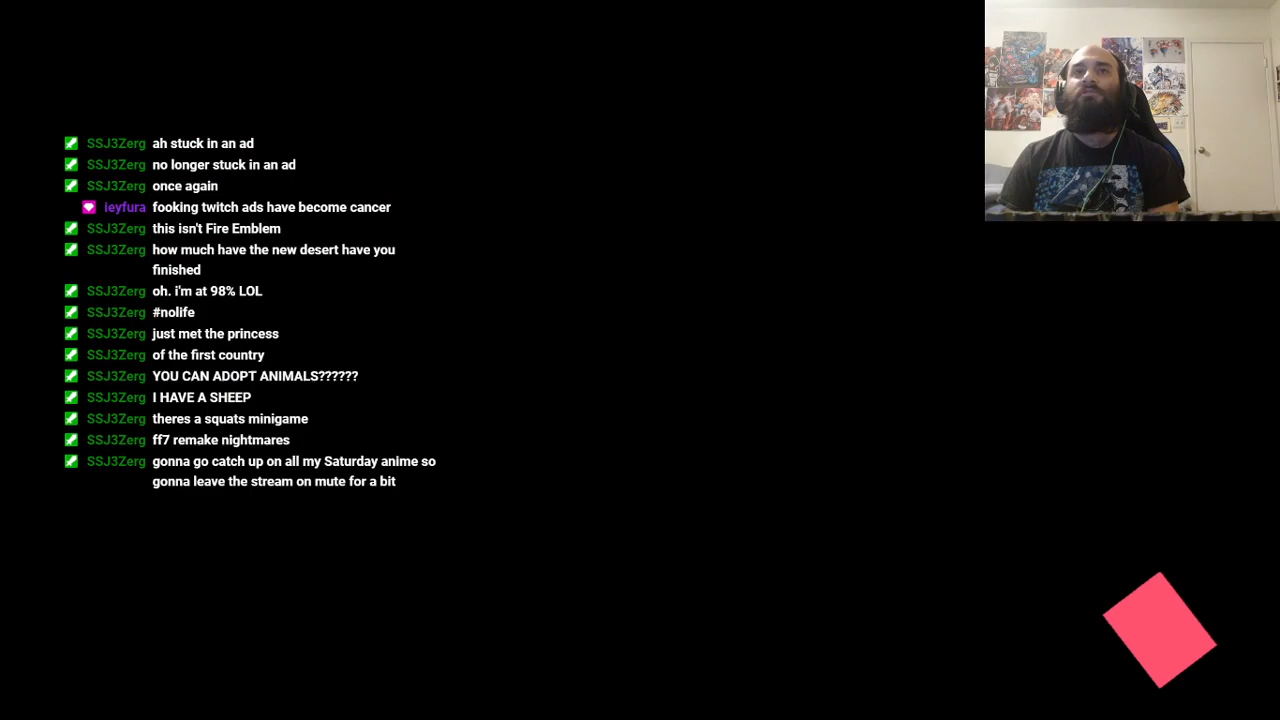 SSJ3Zerg ah stuck in an ad
SSJ3Zerg no longer stuck in an ad
SSJ3Zerg once again
leyfura fooking twitch ads have become cancer
SSJ3Zerg this isn't Fire Emblem
SSJ3Zerg how much have the new desert have you
finished
SSJ3Zerg oh. i'm at 98% LOL
SSJ3Zerg #nolife
SSJ3Zerg just met the princess
SSJ3Zerg of the first country
SSJ3Zerg YOU CAN ADOPT ANIMALS??????
SSJ3Zerg I HAVE A SHEEP
SSJ3Zerg theres a squats minigame
SSJ3Zerg ff7 remake nightmares
SSJ3Zerg gonna go catch up on all my Saturday anime so
gonna leave the stream on mute for a bit